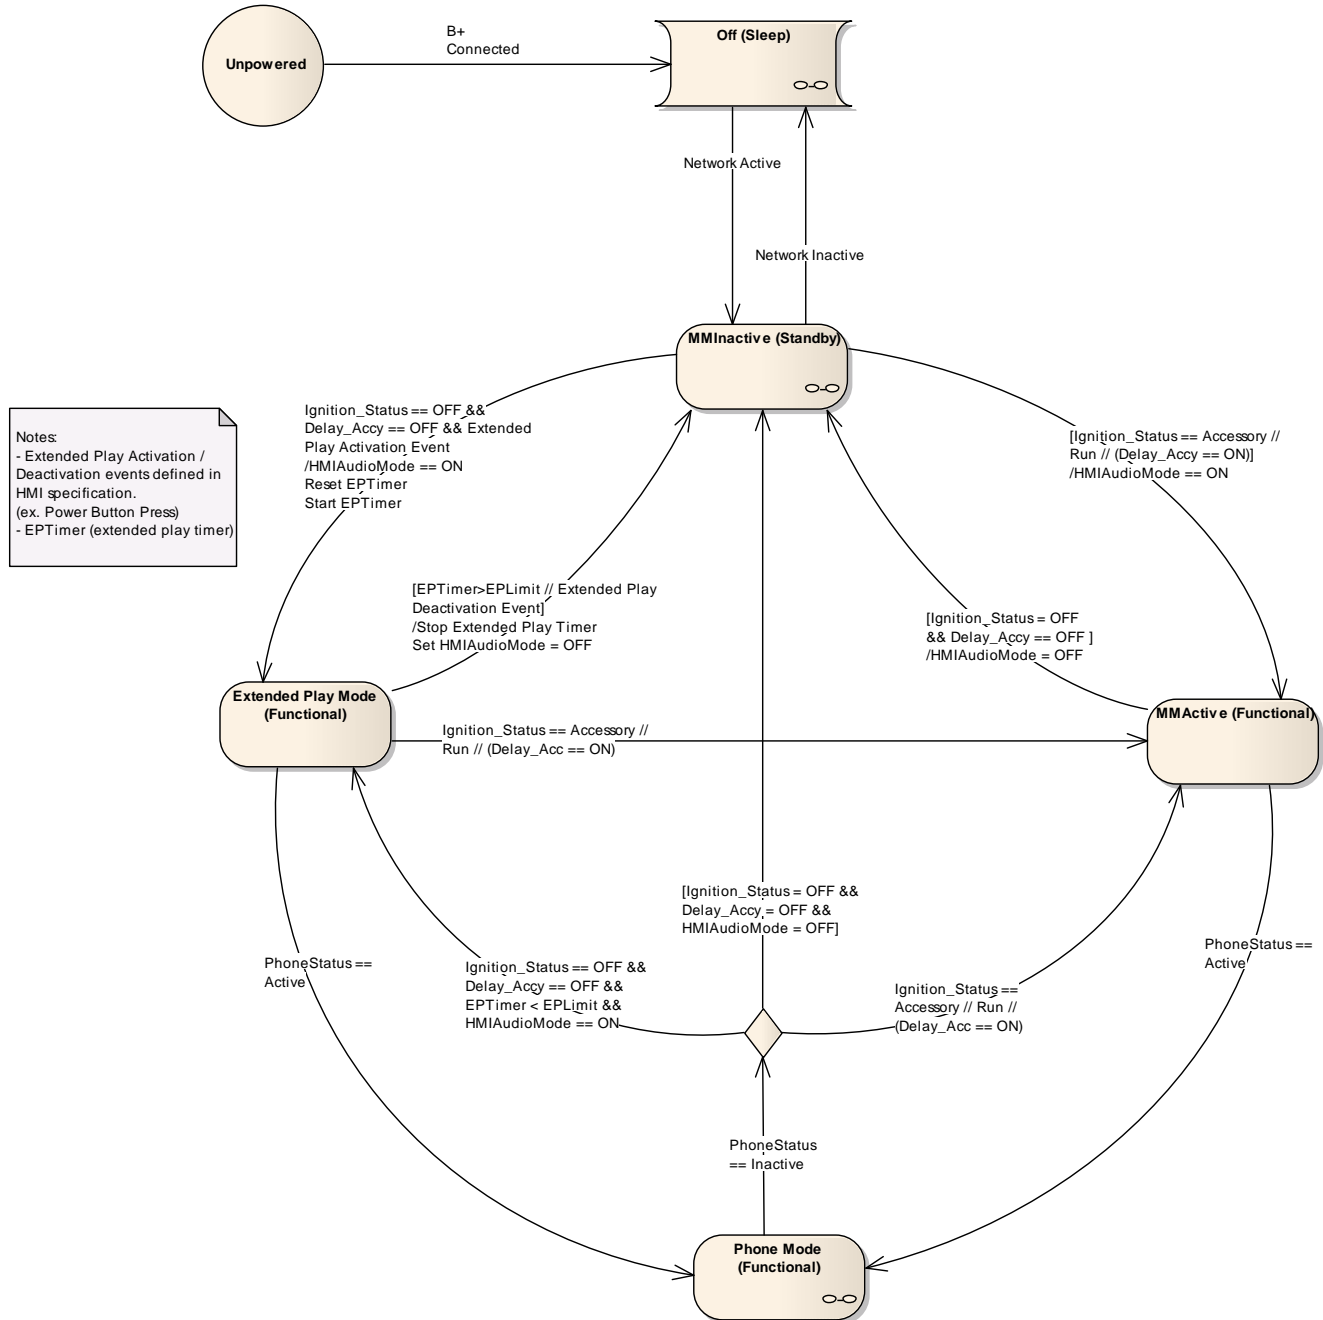 Unpowered
B+
Connected
Off (Sleep)
Network Active
Network Inactive
MMInactive (Standby)
Notes:
- Extended Play Activation /
Deactivation events defined in
HMI specification.
(ex. Power Button Press)
- EPTimer (extended play timer)
Ignition_Status == OFF &&
Delay_Accy == OFF && Extended
Play Activation Event
/HMIAudioMode == ON
Reset EPTimer
Start EPTimer
[Ignition_Status == Accessory //
Run // (Delay_Accy == ON)]
/HMIAudioMode == ON
[EPTimer>EPLimit // Extended Play
Deactivation Event]
/Stop Extended Play Timer
Set HMIAudioMode = OFF
[Ignition_Status = OFF
&& Delay_Accy == OFF ]
/HMIAudioMode = OFF
Extended Play Mode
(Functional)
Ignition_Status == Accessory //
Run // (Delay_Acc == ON)
MMActive (Functional)
[Ignition_Status = OFF &&
Delay_Accy = OFF &&
HMIAudioMode = OFF]
PhoneStatus ==
Active
Ignition_Status == OFF &&
Delay_Accy == OFF &&
EPTimer < EPLimit &&
HMIAudioMode == ON
Ignition_Status ==
Accessory // Run //
(Delay_Acc == ON)
PhoneStatus ==
Active
PhoneStatus
== Inactive
Phone Mode
(Functional)